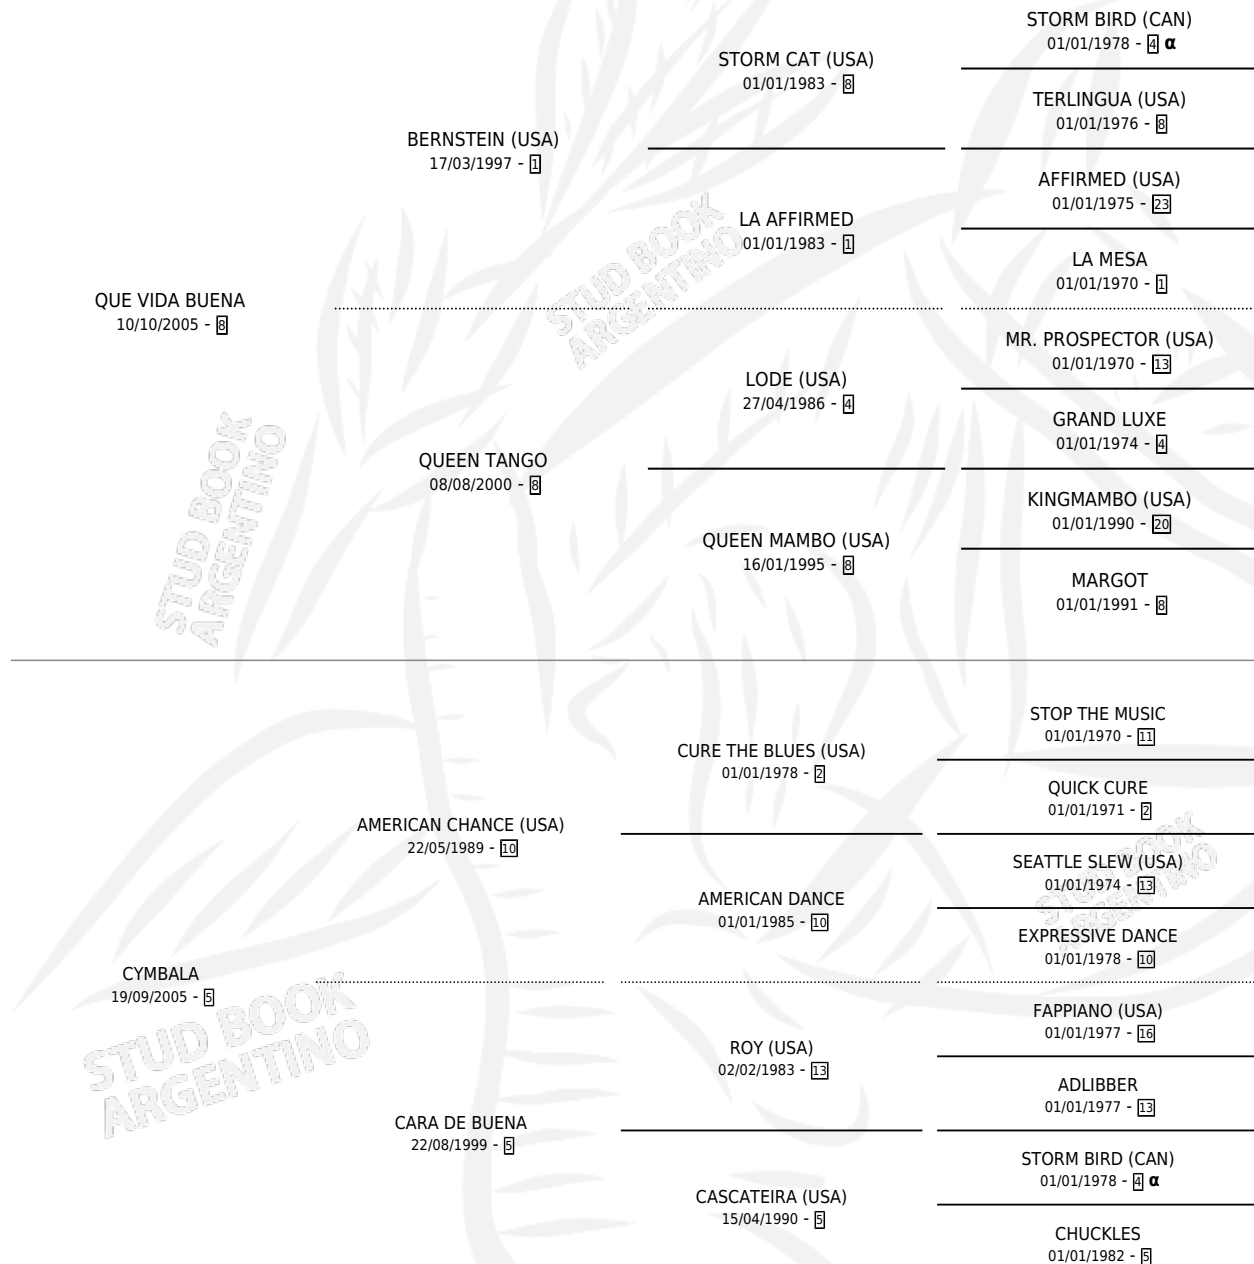 STORM BIRD (CAN)
01/01/1978 - 4 α
STORM CAT (USA)
01/01/1983 - 8
TERLINGUA (USA)
01/01/1976 - 8
BERNSTEIN (USA)
17/03/1997 - 1
AFFIRMED (USA)
01/01/1975 - 23
LA AFFIRMED
01/01/1983 - 1
LA MESA
01/01/1970 - 1
QUE VIDA BUENA
10/10/2005 - 8
MR. PROSPECTOR (USA)
01/01/1970 - 13
LODE (USA)
27/04/1986 - 4
GRAND LUXE
01/01/1974 - 4
QUEEN TANGO
08/08/2000 - 8
KINGMAMBO (USA)
01/01/1990 - 20
QUEEN MAMBO (USA)
16/01/1995 - 8
MARGOT
01/01/1991 - 8
STUD BOOK
ARGENTINO
STUD BOOK
ARGENTINO
STOP THE MUSIC
01/01/1970 - 11
CURE THE BLUES (USA)
01/01/1978 - 2
QUICK CURE
01/01/1971 - 2
AMERICAN CHANCE (USA)
22/05/1989 - 10
SEATTLE SLEW (USA)
01/01/1974 - 13
AMERICAN DANCE
01/01/1985 - 10
EXPRESSIVE DANCE
01/01/1978 - 10
STUD BOOK
ARGENTINO
CYMBALA
19/09/2005 - 5
FAPPIANO (USA)
01/01/1977 - 16
ROY (USA)
02/02/1983 - 13
ADLIBBER
01/01/1977 - 13
STUD BOOK
ARGENTINO
CARA DE BUENA
22/08/1999 - 5
STORM BIRD (CAN)
01/01/1978 - 4 α
CASCATEIRA (USA)
15/04/1990 - 5
CHUCKLES
01/01/1982 - 5